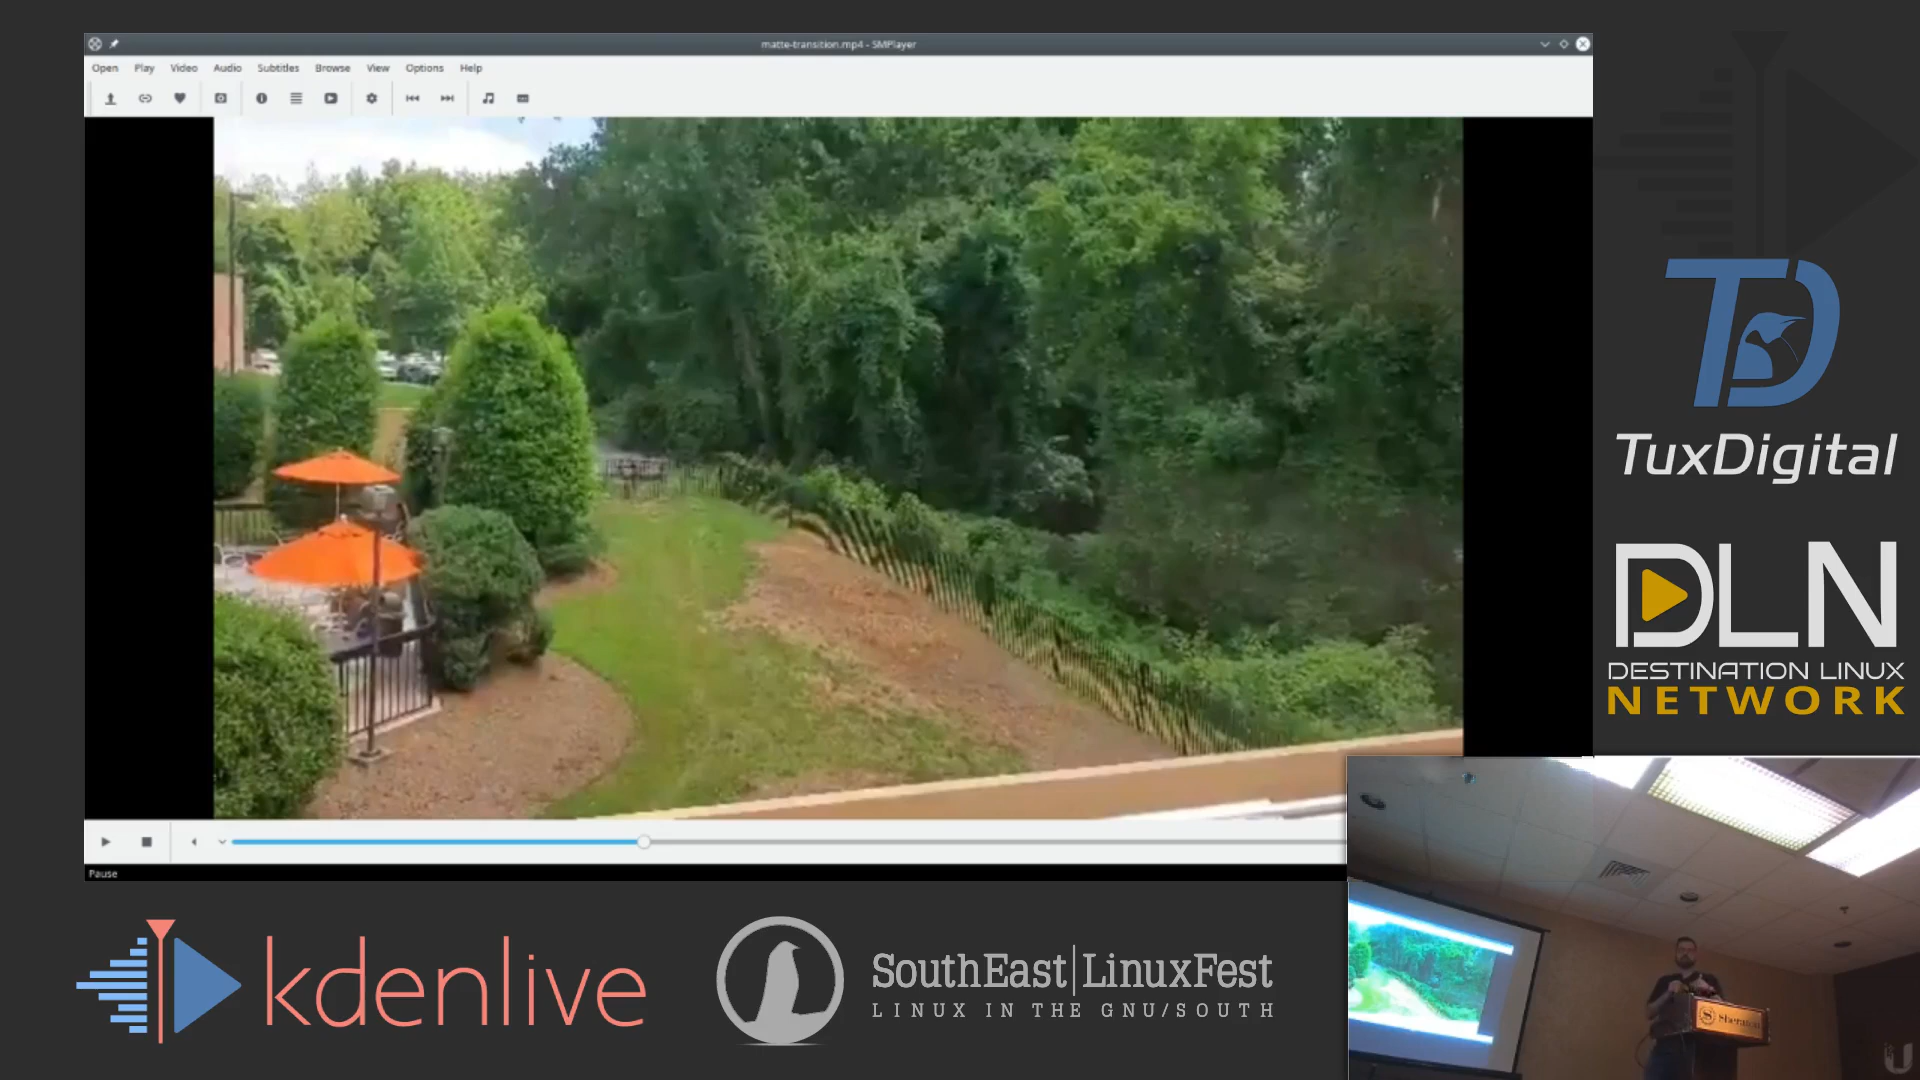 matte-transition.mp4 - SMPlayer
Open Play Video Audio Subtitles Browse View Options Help
TD
TuxDigital
DLN
DESTINATION LINUX
NETWORK
Pause
kdenlive
SouthEast|LinuxFest
LINUX IN THE GNU/SOUTH